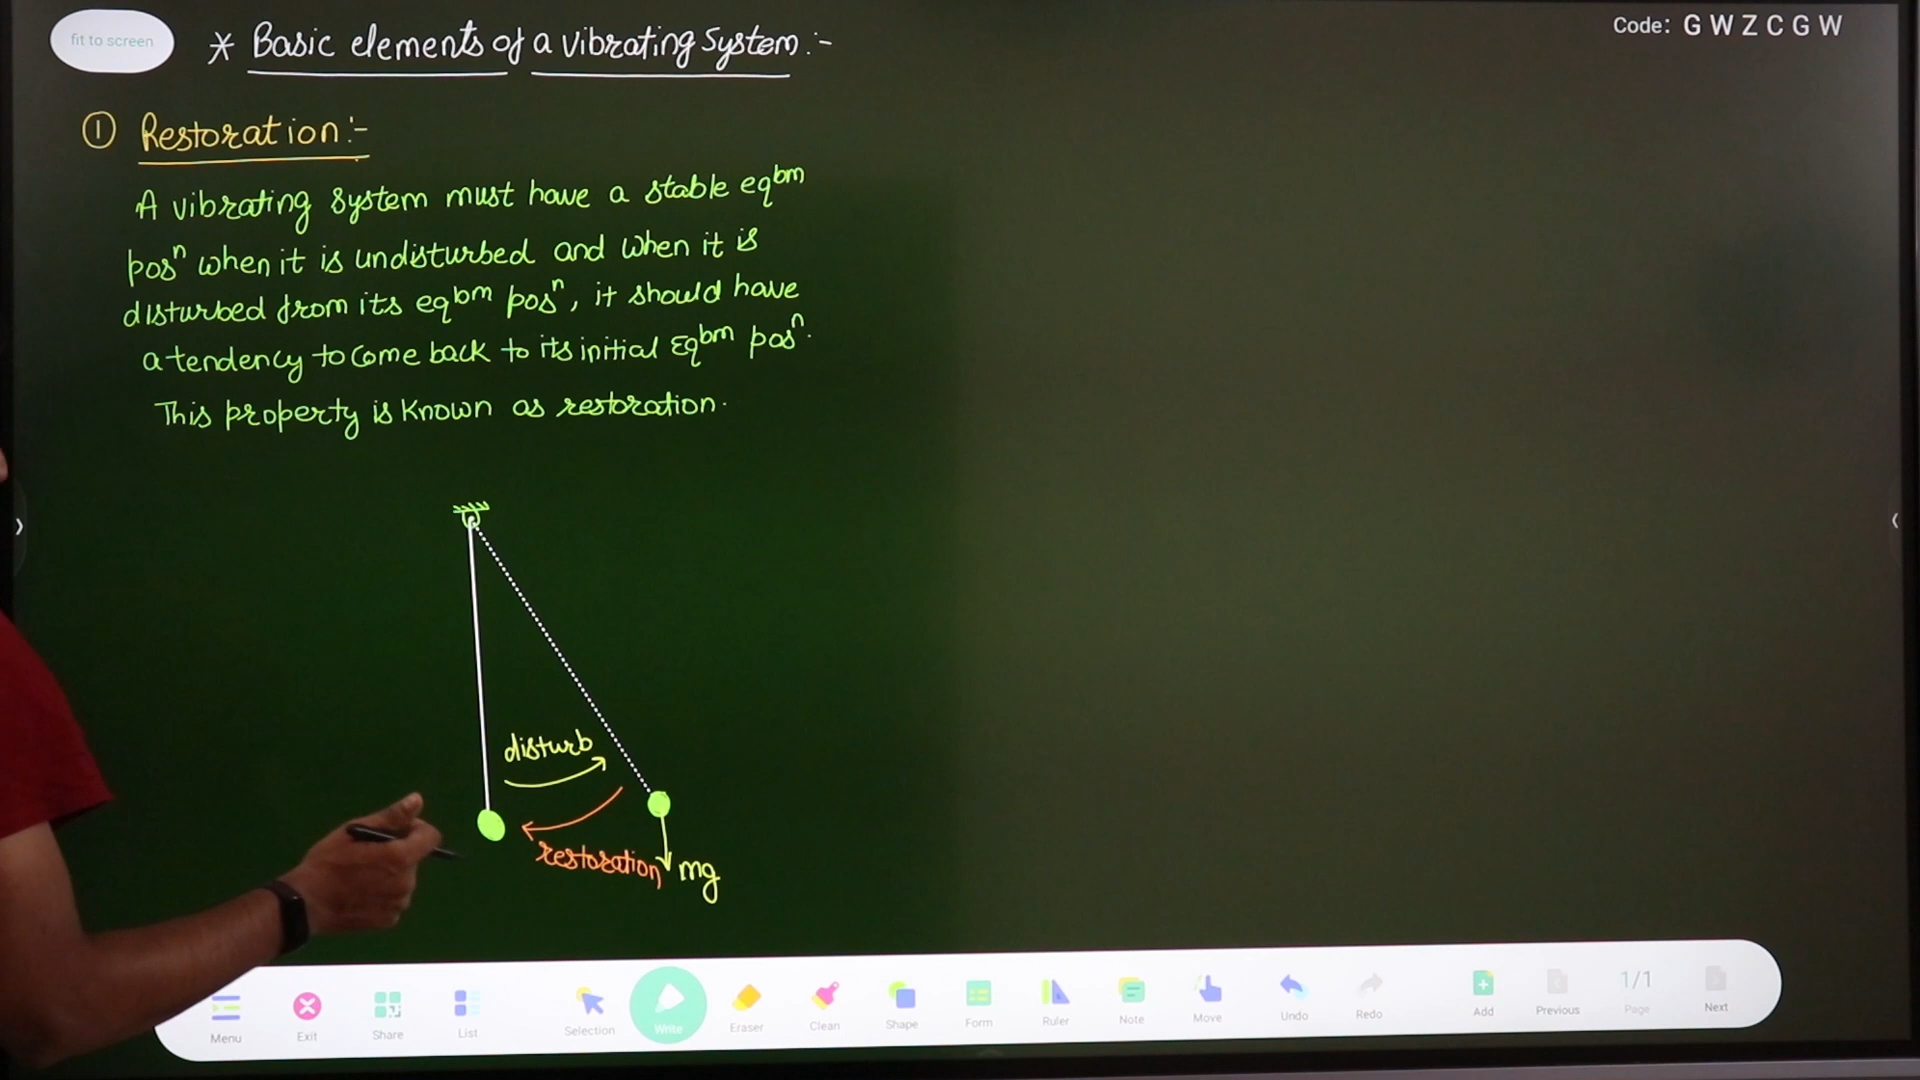 fit to screen
Code: G W Z C G W
* Basic elements of a vibrating system :-
① Restoration :-
A vibrating system must have a stable eqbm
posn when it is undisturbed and when it is
disturbed from its eqbm posn, it should have
a tendency to come back to its initial Eqbm posn.
This property is known as restoration.
disturb
restoration
mg
Menu
Exit
Share
List
Selection
Write
Eraser
Clean
Shape
Form
Ruler
Note
Move
Undo
Redo
Add
Previous
1/1
Page
Next